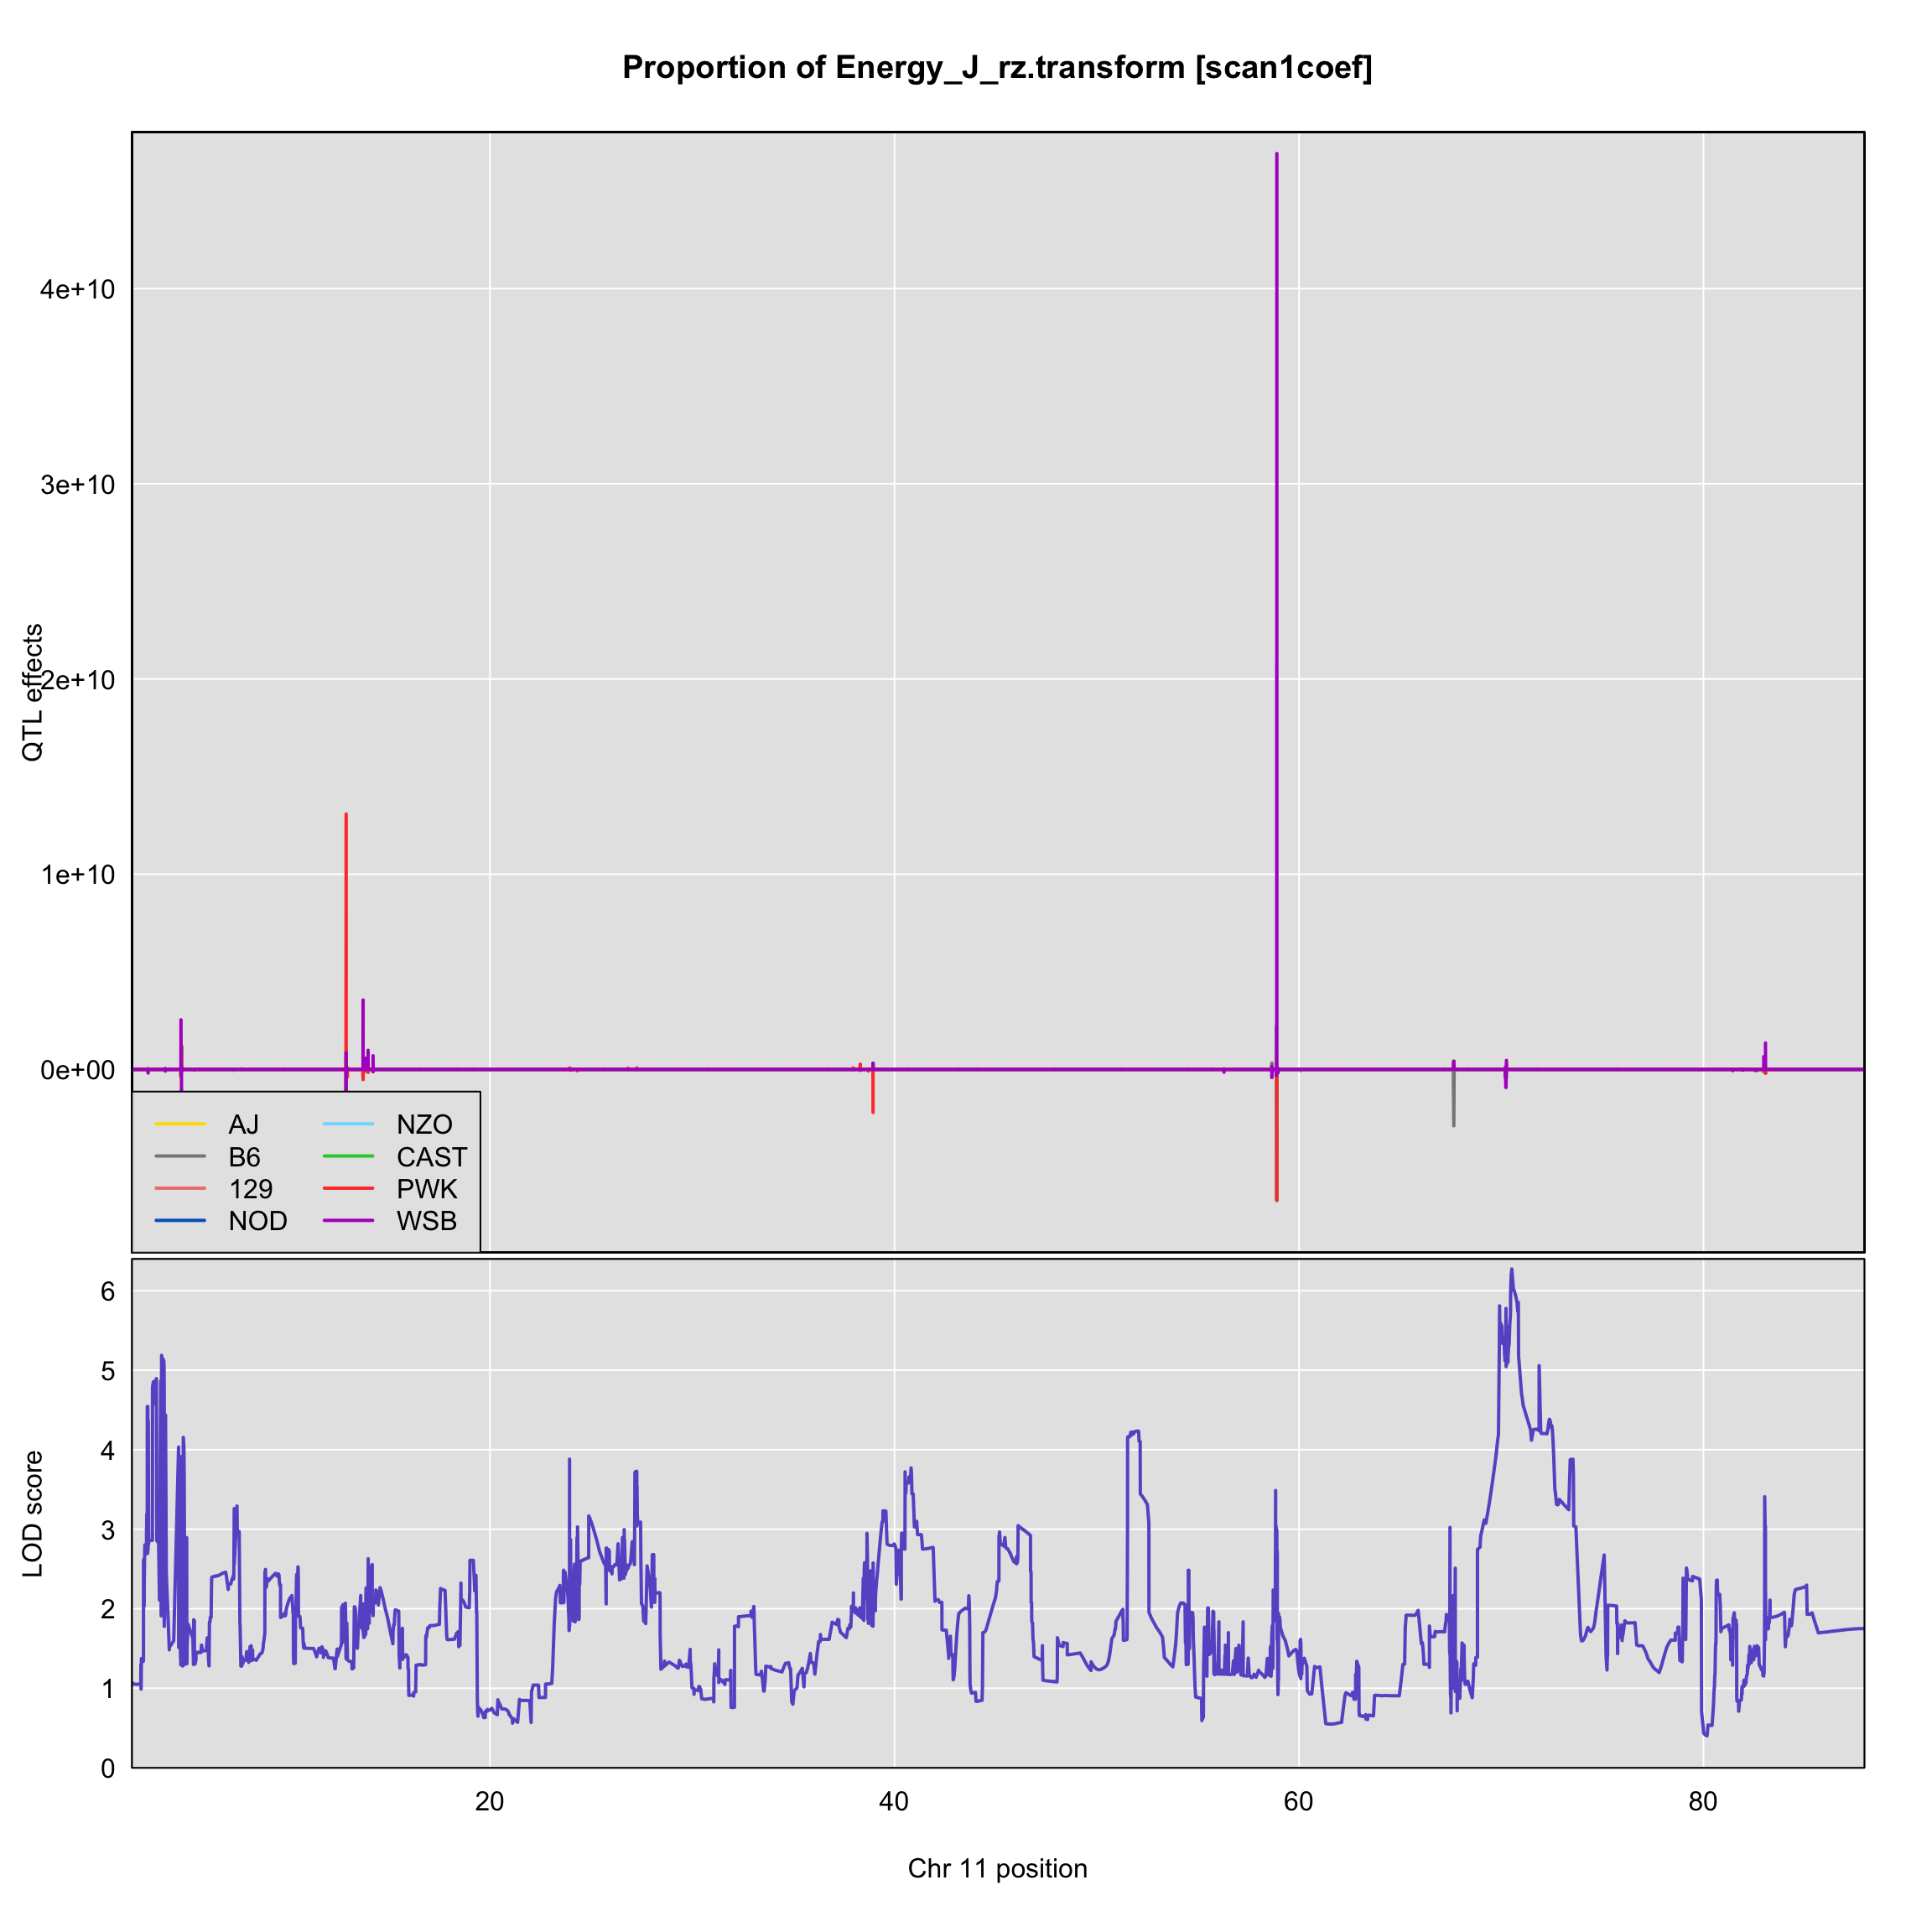 Proportion of Energy_J_rz.transform [scan1coef]
4e+10
3e+10
2e+10
1e+10
0e+00
QTL effects
AJ NZO
B6 CAST
129 PWK
NOD WSB
6
5
4
3
2
1
0
LOD score
20 40 60 80
Chr 11 position